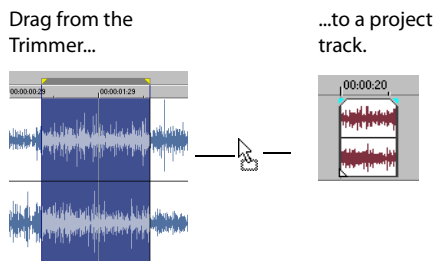 Drag from the
Trimmer...
...to a project
track.
00:00:00:29
00:00:01:29
00:00:20